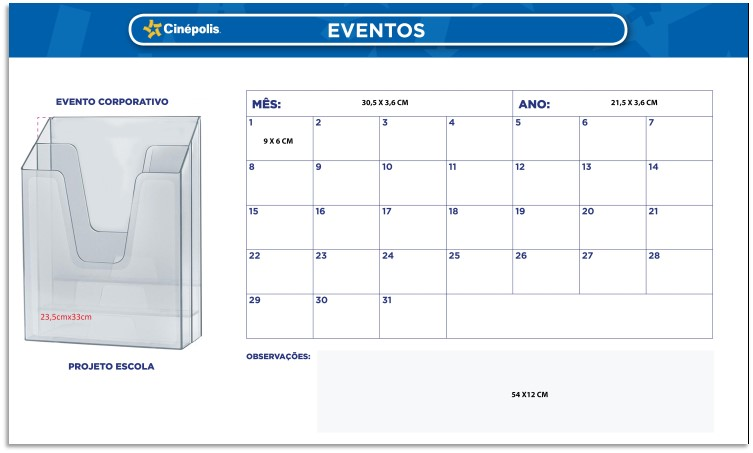 Cinépolis
EVENTOS
EVENTO CORPORATIVO
23,5cmx33cm
PROJETO ESCOLA
MÊS: 30,5 X 3,6 CM ANO: 21,5 X 3,6 CM
1 2 3 4 5 6 7
9 X 6 CM
8 9 10 11 12 13 14
15 16 17 18 19 20 21
22 23 24 25 26 27 28
29 30 31
OBSERVAÇÕES:
54 X12 CM